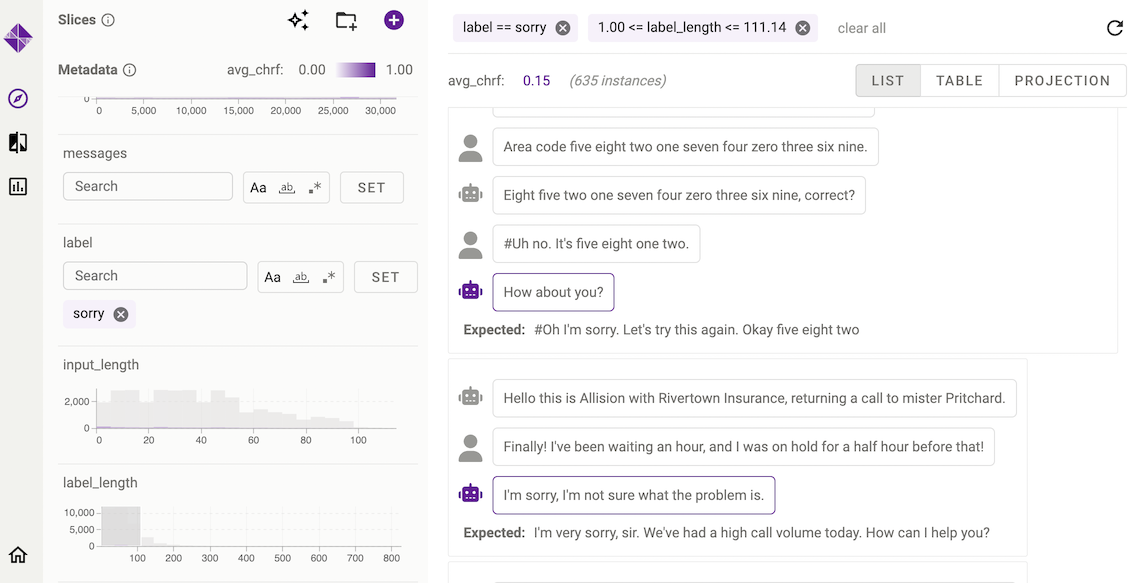 Slices
Metadata
avg_chrf: 0.00 1.00
0
0 5,000 10,000 15,000 20,000 25,000 30,000
messages
Search Aa ab .* SET
label
Search Aa ab .* SET
sorry
input_length
2,000
0
0 20 40 60 80 100
label_length
10,000
5,000
0
100 200 300 400 500 600 700 800
label == sorry 1.00 <= label_length <= 111.14 clear all
avg_chrf: 0.15 (635 instances) LIST TABLE PROJECTION
Area code five eight two one seven four zero three six nine.
Eight five two one seven four zero three six nine, correct?
#Uh no. It's five eight one two.
How about you?
Expected: #Oh I'm sorry. Let's try this again. Okay five eight two
Hello this is Allision with Rivertown Insurance, returning a call to mister Pritchard.
Finally! I've been waiting an hour, and I was on hold for a half hour before that!
I'm sorry, I'm not sure what the problem is.
Expected: I'm very sorry, sir. We've had a high call volume today. How can I help you?